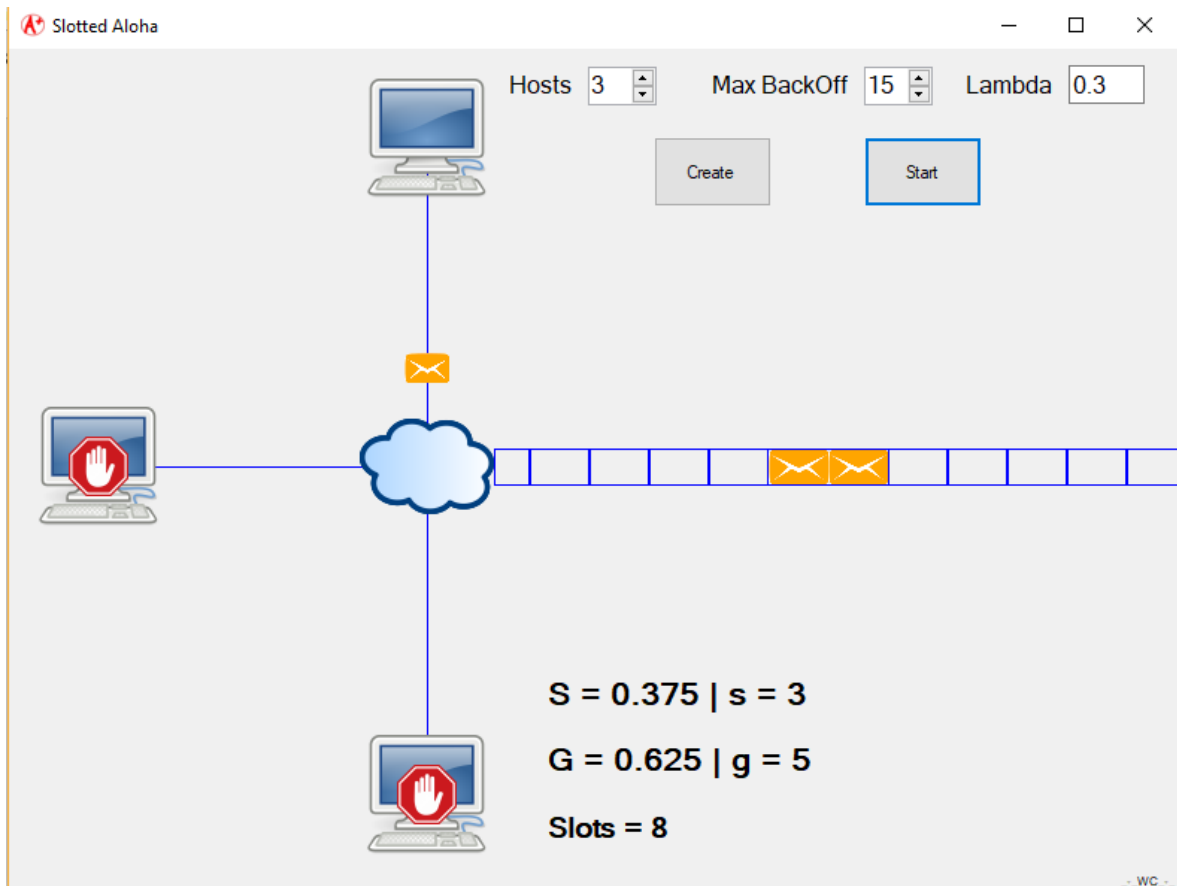 Slotted Aloha
Hosts 3 Max BackOff 15 Lambda 0.3
Create Start
S = 0.375 | s = 3
G = 0.625 | g = 5
Slots = 8
- WC -